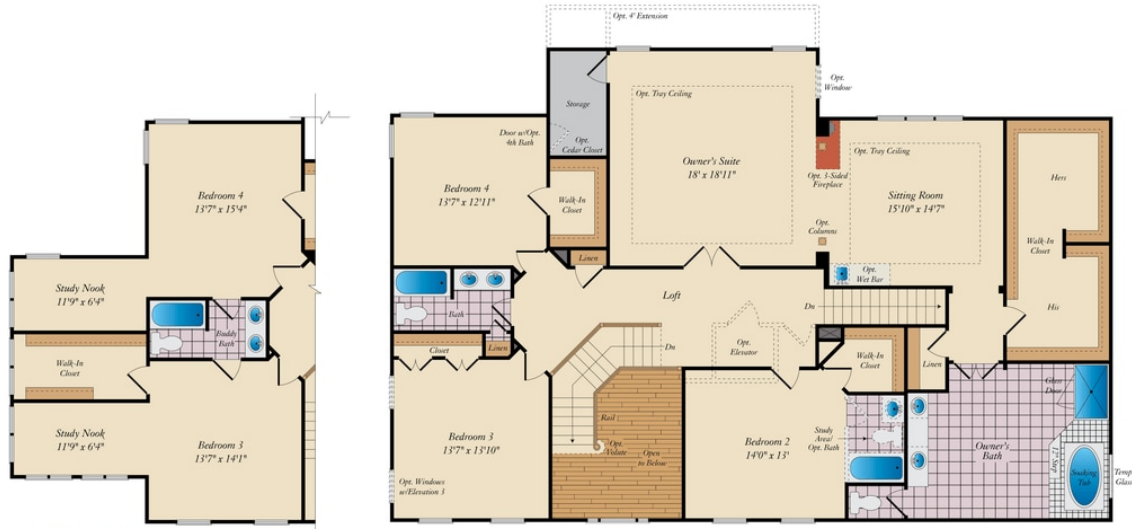 Bedroom 4
13'7" x 15'4"
Study Nook
11'9" x 6'4"
Buddy
Bath
Walk-In
Closet
Study Nook
11'9" x 6'4"
Bedroom 3
13'7" x 14'1"
Opt. 4' Extension
Storage
Opt.
Cedar Closet
Opt. Tray Ceiling
Owner's Suite
18' x 18'11"
Opt.
Window
Door w/Opt.
4th Bath
Bedroom 4
13'7" x 12'11"
Walk-In
Closet
Linen
Opt. 3-Sided
Fireplace
Opt.
Columns
Opt. Tray Ceiling
Sitting Room
15'10" x 14'7"
Opt.
Wet Bar
Hers
Walk-In
Closet
His
Bath
Linen
Closet
Loft
Dn
Dn
Opt.
Elevator
Walk-In
Closet
Linen
Bedroom 3
13'7" x 13'10"
Opt. Windows
w/Elevation 3
Rail
Opt.
Volute
Open
to Below
Bedroom 2
14'0" x 13'
Study
Area/
Opt. Bath
Owner's
Bath
Glass
Door
12" Step
Soaking
Tub
Temp
Glass